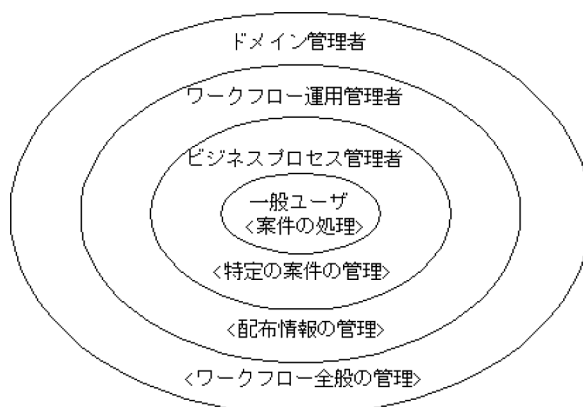 ドメイン管理者
ワークフロー運用管理者
ビジネスプロセス管理者
一般ユーザ
<案件の処理>
<特定の案件の管理>
<配布情報の管理>
<ワークフロー全般の管理>